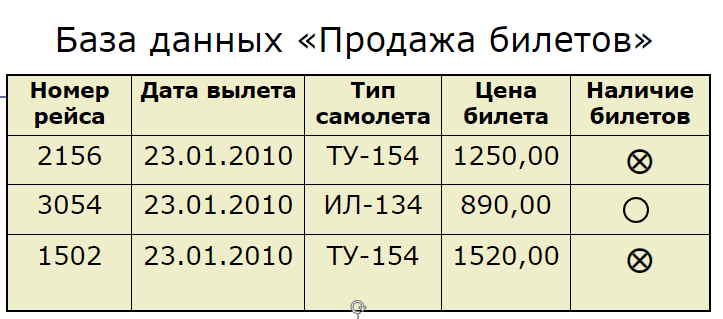 База данных «Продажа билетов»
Номер рейса Дата вылета Тип самолета Цена билета Наличие билетов
2156 23.01.2010 ТУ-154 1250,00 ⊗
3054 23.01.2010 ИЛ-134 890,00 ○
1502 23.01.2010 ТУ-154 1520,00 ⊗